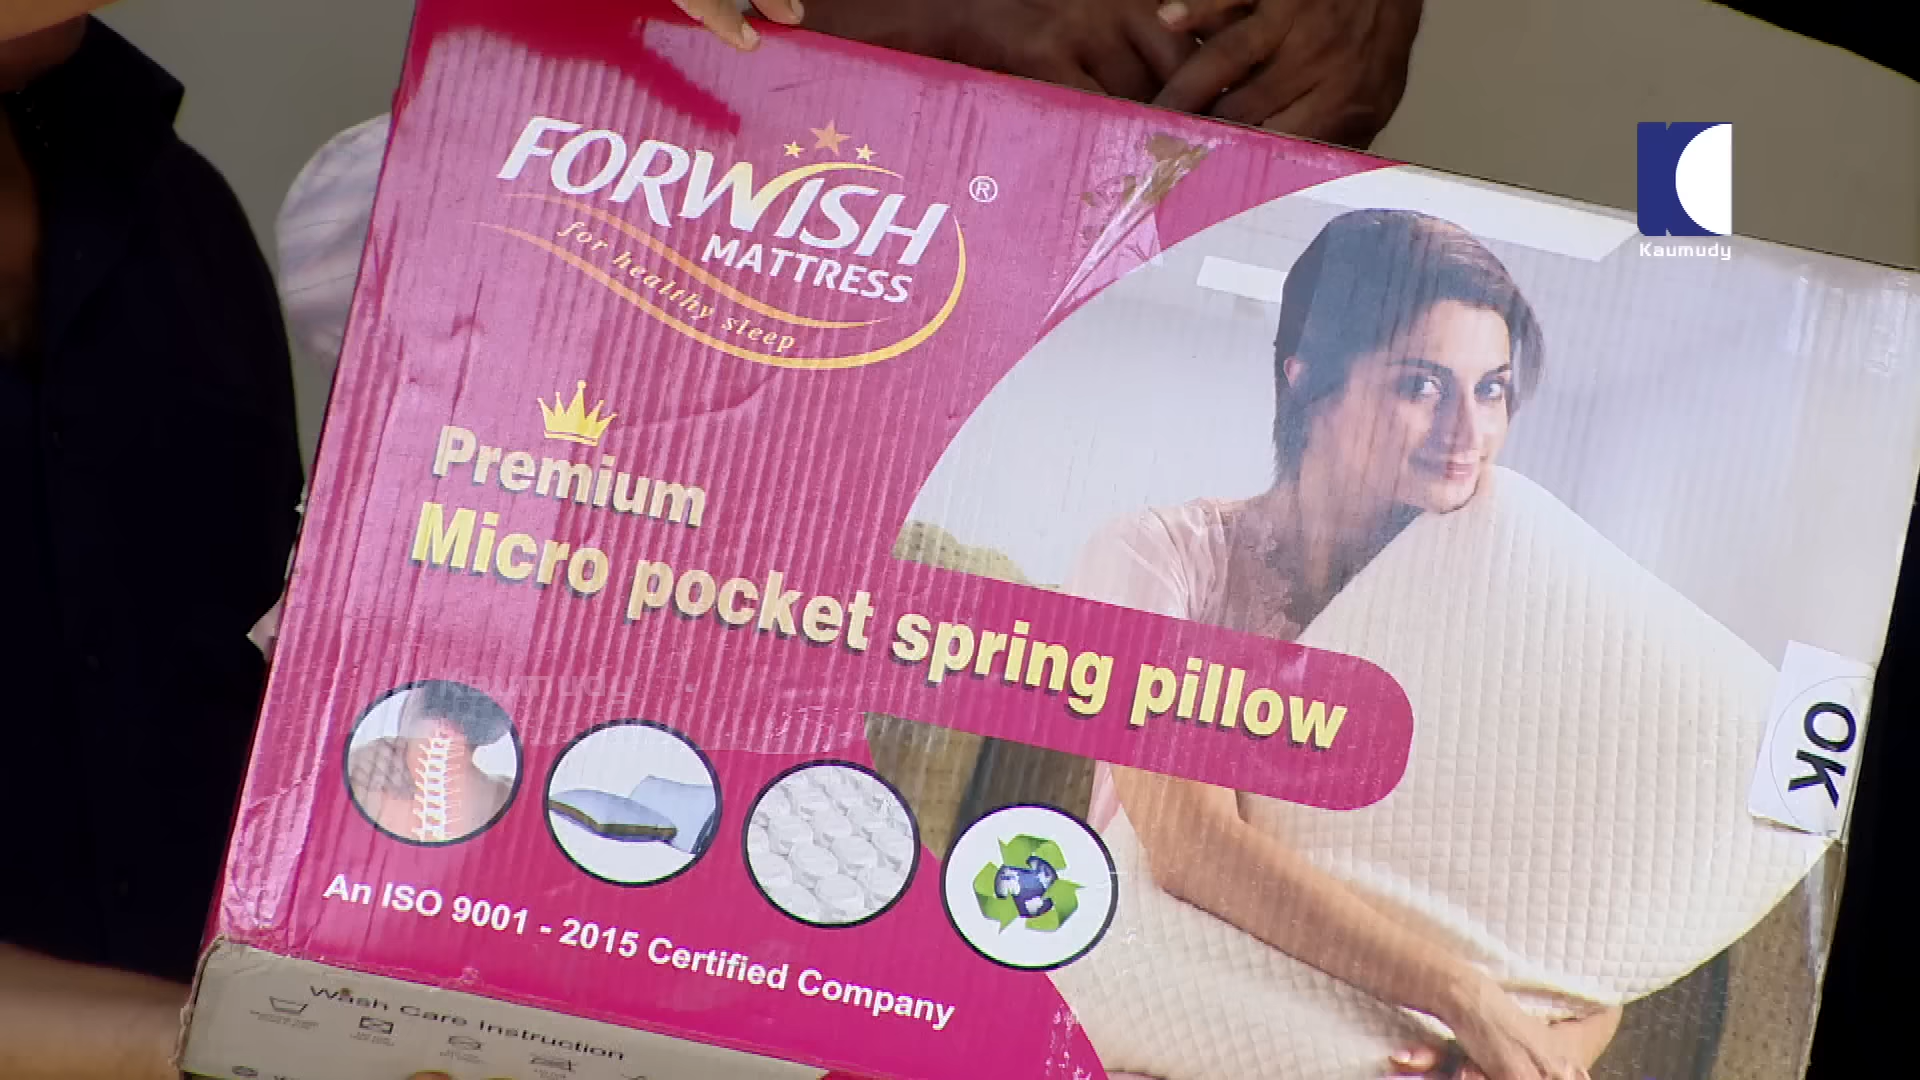 FORWISH ®
MATTRESS
for healthy sleep
Kaumudy
Premium
Micro pocket spring pillow
Kaumudy
OK
An ISO 9001 - 2015 Certified Company
Wash Care Instruction